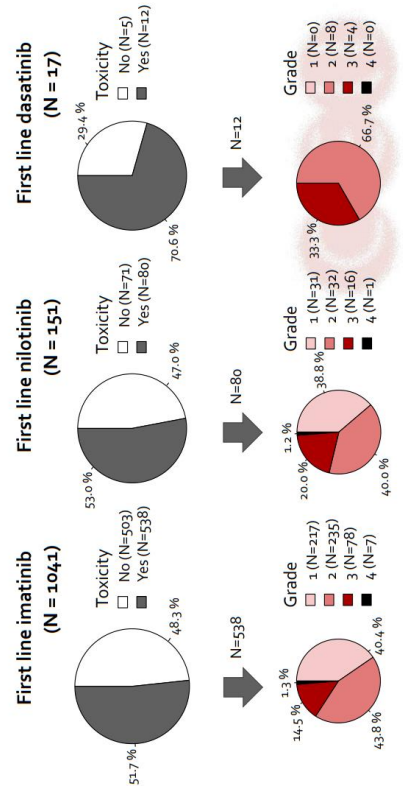 First line imatinib
(N = 1041)
51.7 %
48.3 %
Toxicity
No (N=503)
Yes (N=538)
N=538
1.3 %
14.5 %
43.8 %
40.4 %
Grade
1 (N=217)
2 (N=235)
3 (N=78)
4 (N=7)
First line nilotinib
(N = 151)
53.0 %
47.0 %
Toxicity
No (N=71)
Yes (N=80)
N=80
1.2 %
20.0 %
40.0 %
38.8 %
Grade
1 (N=31)
2 (N=32)
3 (N=16)
4 (N=1)
First line dasatinib
(N = 17)
29.4 %
70.6 %
Toxicity
No (N=5)
Yes (N=12)
N=12
33.3 %
66.7 %
Grade
1 (N=0)
2 (N=8)
3 (N=4)
4 (N=0)